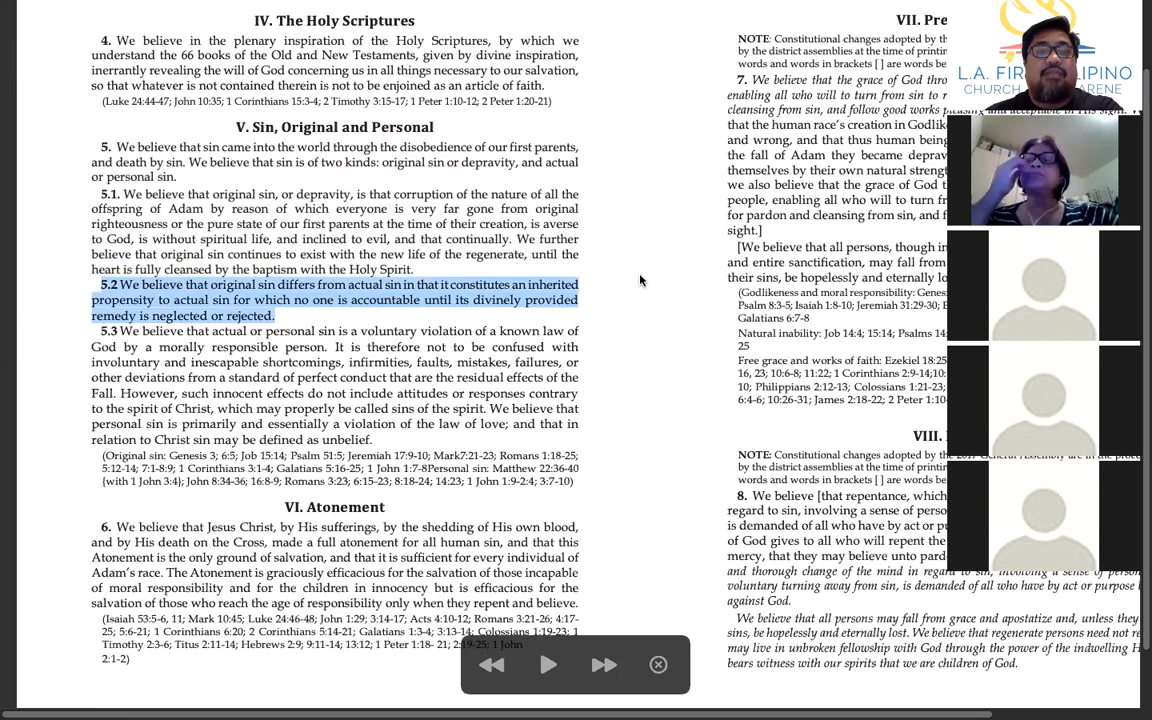 IV. The Holy Scriptures
4. We believe in the plenary inspiration of the Holy Scriptures, by which we
understand the 66 books of the Old and New Testaments, given by divine inspiration,
inerrantly revealing the will of God concerning us in all things necessary to our salvation,
so that whatever is not contained therein is not to be enjoined as an article of faith.
(Luke 24:44-47; John 10:35; 1 Corinthians 15:3-4; 2 Timothy 3:15-17; 1 Peter 1:10-12; 2 Peter 1:20-21)
V. Sin, Original and Personal
5. We believe that sin came into the world through the disobedience of our first parents,
and death by sin. We believe that sin is of two kinds: original sin or depravity, and actual
or personal sin.
5.1. We believe that original sin, or depravity, is that corruption of the nature of all the
offspring of Adam by reason of which everyone is very far gone from original
righteousness or the pure state of our first parents at the time of their creation, is averse
to God, is without spiritual life, and inclined to evil, and that continually. We further
believe that original sin continues to exist with the new life of the regenerate, until the
heart is fully cleansed by the baptism with the Holy Spirit.
5.2 We believe that original sin differs from actual sin in that it constitutes an inherited
propensity to actual sin for which no one is accountable until its divinely provided
remedy is neglected or rejected.
5.3 We believe that actual or personal sin is a voluntary violation of a known law of
God by a morally responsible person. It is therefore not to be confused with
involuntary and inescapable shortcomings, infirmities, faults, mistakes, failures, or
other deviations from a standard of perfect conduct that are the residual effects of the
Fall. However, such innocent effects do not include attitudes or responses contrary
to the spirit of Christ, which may properly be called sins of the spirit. We believe that
personal sin is primarily and essentially a violation of the law of love; and that in
relation to Christ sin may be defined as unbelief.
(Original sin: Genesis 3; 6:5; Job 15:14; Psalm 51:5; Jeremiah 17:9-10; Mark7:21-23; Romans 1:18-25;
5:12-14; 7:1-8:9; 1 Corinthians 3:1-4; Galatians 5:16-25; 1 John 1:7-8Personal sin: Matthew 22:36-40
{with 1 John 3:4}; John 8:34-36; 16:8-9; Romans 3:23; 6:15-23; 8:18-24; 14:23; 1 John 1:9-2:4; 3:7-10)
VI. Atonement
6. We believe that Jesus Christ, by His sufferings, by the shedding of His own blood,
and by His death on the Cross, made a full atonement for all human sin, and that this
Atonement is the only ground of salvation, and that it is sufficient for every individual of
Adam's race. The Atonement is graciously efficacious for the salvation of those incapable
of moral responsibility and for the children in innocency but is efficacious for the
salvation of those who reach the age of responsibility only when they repent and believe.
(Isaiah 53:5-6, 11; Mark 10:45; Luke 24:46-48; John 1:29; 3:14-17; Acts 4:10-12; Romans 3:21-26; 4:17-
25; 5:6-21; 1 Corinthians 6:20; 2 Corinthians 5:14-21; Galatians 1:3-4; 3:13-14; Colossians 1:19-23; 1
Timothy 2:3-6; Titus 2:11-14; Hebrews 2:9; 9:11-14; 13:12; 1 Peter 1:18- 21; 2:19-25; 1 John
2:1-2)
VII. Pre
NOTE: Constitutional changes adopted by th
by the district assemblies at the time of printin
words and words in brackets [ ] are words be
7. We believe that the grace of God thro
enabling all who will to turn from sin to r
cleansing from sin, and follow good works pleasing and acceptable in His sight.
that the human race's creation in Godlik
and wrong, and that thus human being
the fall of Adam they became deprav
themselves by their own natural strengt
we also believe that the grace of God t
people, enabling all who will to turn fr
for pardon and cleansing from sin, and f
sight.]
[We believe that all persons, though in
and entire sanctification, may fall from
their sins, be hopelessly and eternally lo
(Godlikeness and moral responsibility: Genes
Psalm 8:3-5; Isaiah 1:8-10; Jeremiah 31:29-30; E
Galatians 6:7-8
Natural inability: Job 14:4; 15:14; Psalms 14:
25
Free grace and works of faith: Ezekiel 18:25
16, 23; 10:6-8; 11:22; 1 Corinthians 2:9-14;10:
10; Philippians 2:12-13; Colossians 1:21-23;
6:4-6; 10:26-31; James 2:18-22; 2 Peter 1:10-
VIII.
NOTE: Constitutional changes adopted by the 2017 General Assembly are in the
by the district assemblies at the time of printin
words and words in brackets [ ] are words be
8. We believe [that repentance, which
regard to sin, involving a sense of perso
is demanded of all who have by act or pu
of God gives to all who will repent the
mercy, that they may believe unto pard
and thorough change of the mind in regard to sin, involving a sense of person
voluntary turning away from sin, is demanded of all who have by act or purpose
against God.
We believe that all persons may fall from grace and apostatize and, unless they
sins, be hopelessly and eternally lost. We believe that regenerate persons need not re
may live in unbroken fellowship with God through the power of the indwelling H
bears witness with our spirits that we are children of God.
L.A. FIR LIPINO
CHURCH ARENE